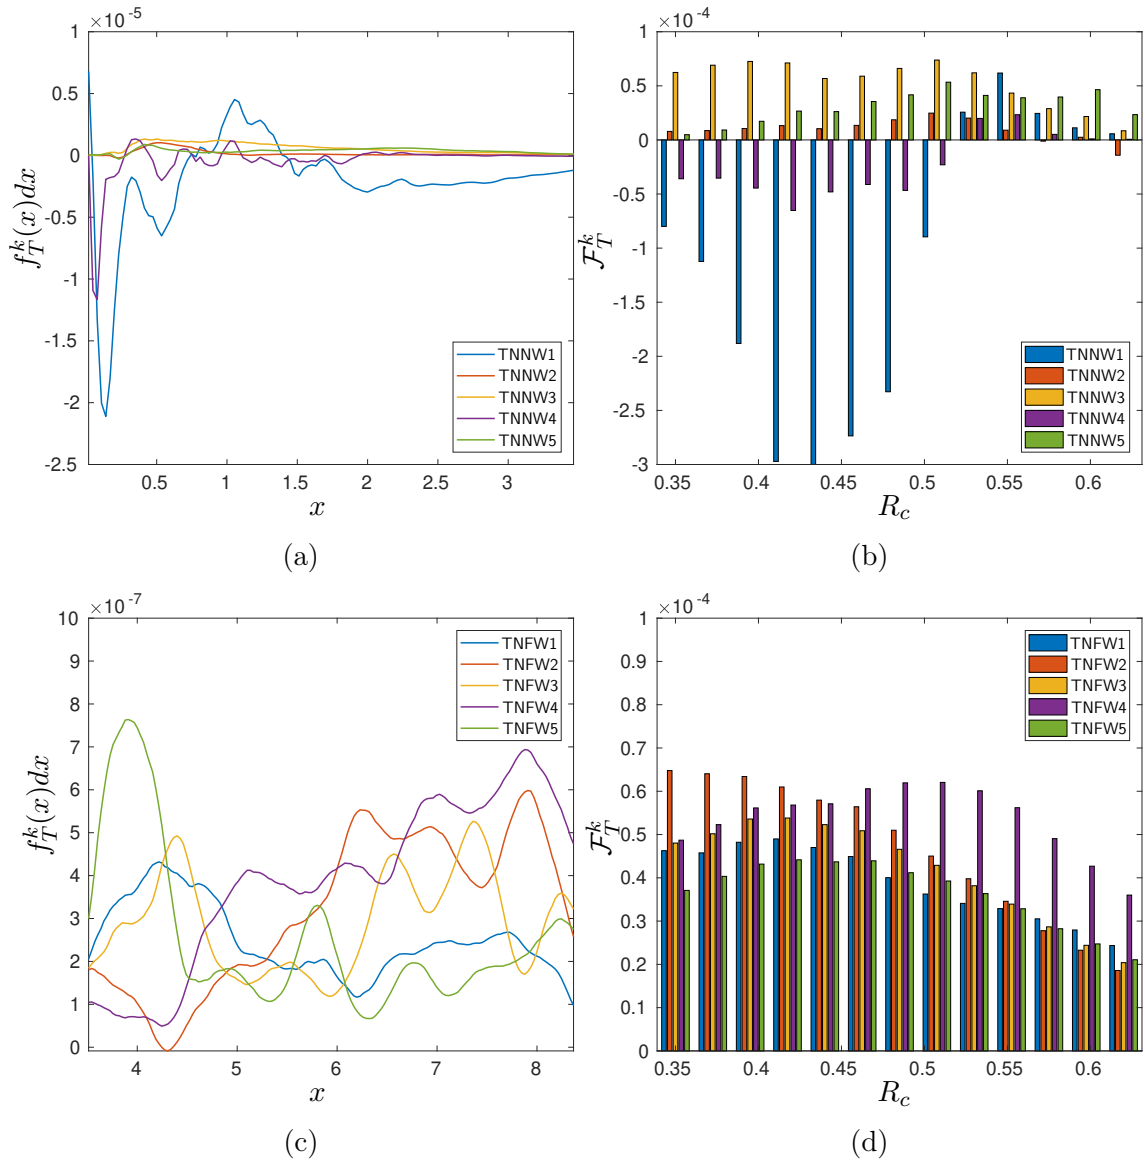 ×10^-5
1
0.5
0
-0.5
-1
-1.5
-2
-2.5
f_T^k(x)dx
0.5 1 1.5 2 2.5 3
x
TNNW1
TNNW2
TNNW3
TNNW4
TNNW5
(a)
×10^-4
1
0.5
0
-0.5
-1
-1.5
-2
-2.5
-3
F_T^k
0.35 0.4 0.45 0.5 0.55 0.6
R_c
TNNW1
TNNW2
TNNW3
TNNW4
TNNW5
(b)
×10^-7
10
9
8
7
6
5
4
3
2
1
0
f_T^k(x)dx
4 5 6 7 8
x
TNFW1
TNFW2
TNFW3
TNFW4
TNFW5
(c)
×10^-4
1
0.9
0.8
0.7
0.6
0.5
0.4
0.3
0.2
0.1
0
F_T^k
0.35 0.4 0.45 0.5 0.55 0.6
R_c
TNFW1
TNFW2
TNFW3
TNFW4
TNFW5
(d)